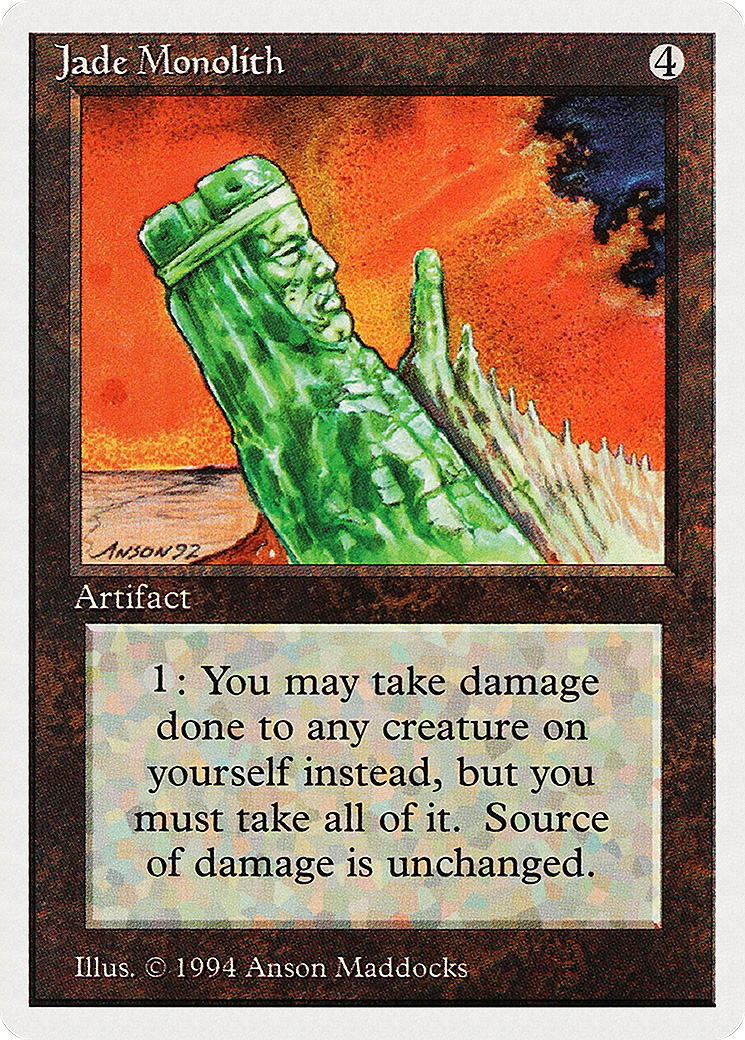 Jade Monolith 4
ANSON 92
Artifact
1: You may take damage
done to any creature on
yourself instead, but you
must take all of it. Source
of damage is unchanged.
Illus. © 1994 Anson Maddocks